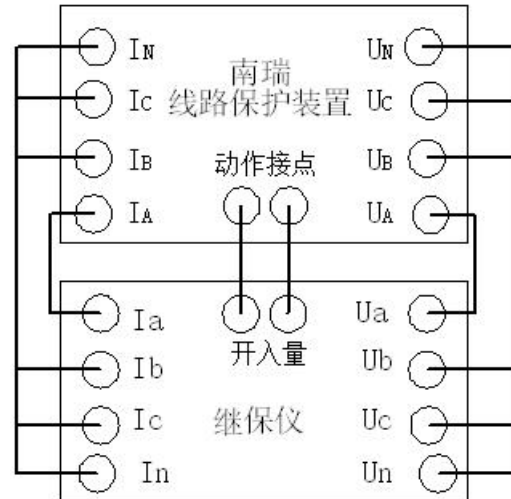 IN 南瑞 UN
IC 线路保护装置 UC
IB 动作接点 UB
IA UA
Ia 开入量 Ua
Ib Ub
Ic 继保仪 Uc
In Un